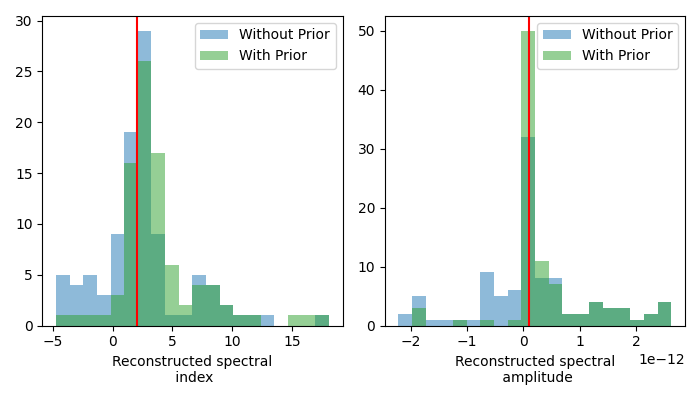 30
25
20
15
10
5
0
−5
0
5
10
15
Reconstructed spectral
index
Without Prior
With Prior
50
40
30
20
10
0
−2
−1
0
1
2
1e−12
Reconstructed spectral
amplitude
Without Prior
With Prior